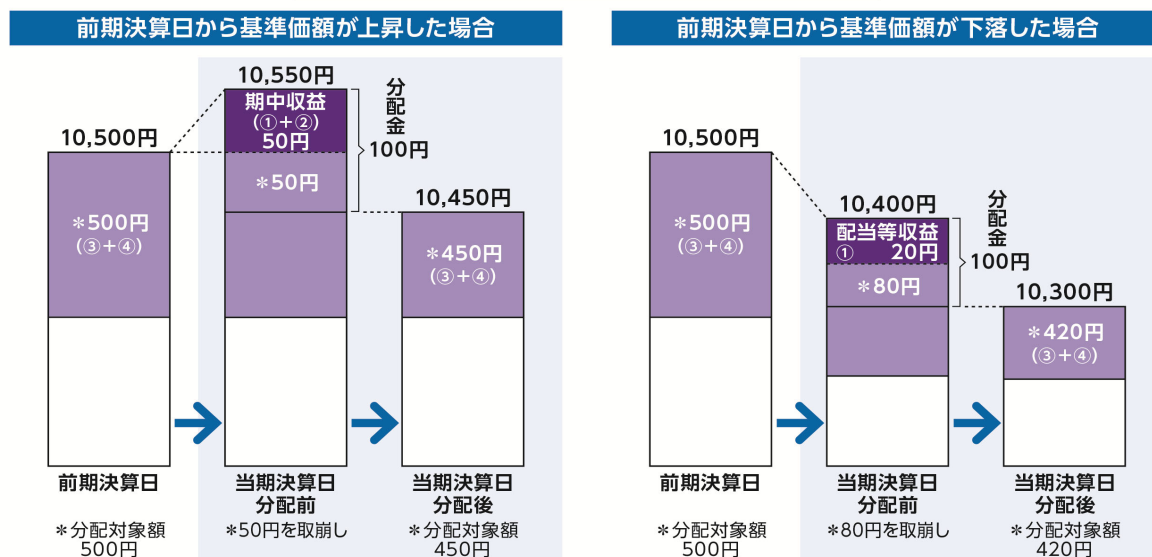 前期決算日から基準価額が上昇した場合
10,550円
期中収益
(①+②)
50円
分配金
100円
10,500円
*50円
*500円
(③+④)
10,450円
*450円
(③+④)
前期決算日
当期決算日
分配前
当期決算日
分配後
*分配対象額
500円
*50円を取崩し
*分配対象額
450円
前期決算日から基準価額が下落した場合
10,500円
*500円
(③+④)
10,400円
配当等収益
① 20円
分配金
100円
*80円
10,300円
*420円
(③+④)
前期決算日
当期決算日
分配前
当期決算日
分配後
*分配対象額
500円
*80円を取崩し
*分配対象額
420円